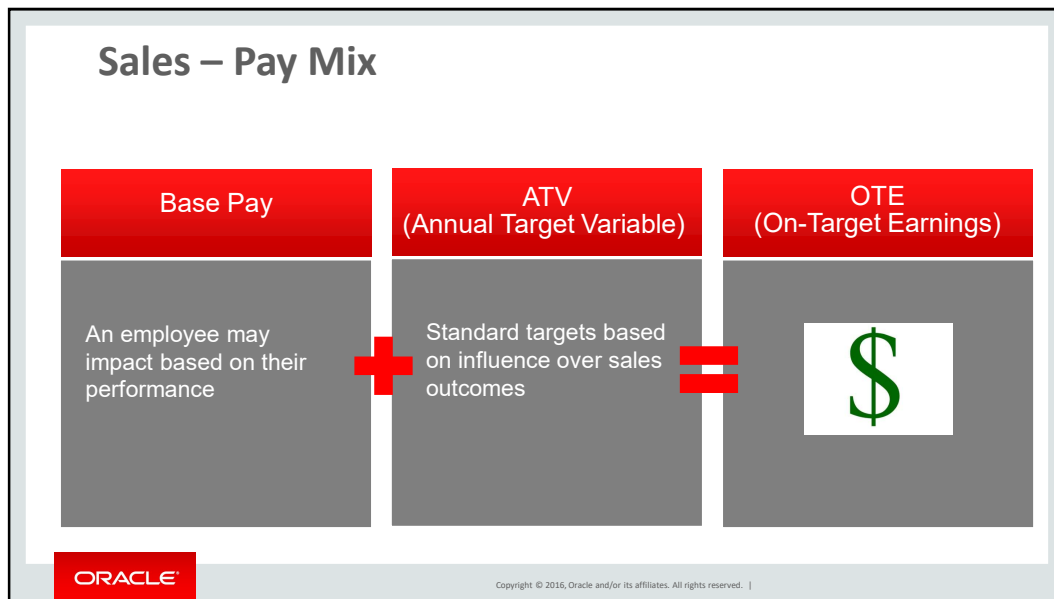 Sales – Pay Mix
Base Pay
ATV
(Annual Target Variable)
OTE
(On-Target Earnings)
An employee may
impact based on their
performance
Standard targets based
on influence over sales
outcomes
$
ORACLE®
Copyright © 2016, Oracle and/or its affiliates. All rights reserved. |